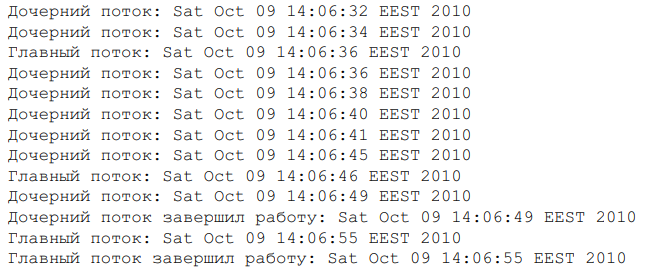 Дочерний поток: Sat Oct 09 14:06:32 EEST 2010
Дочерний поток: Sat Oct 09 14:06:34 EEST 2010
Главный поток: Sat Oct 09 14:06:36 EEST 2010
Дочерний поток: Sat Oct 09 14:06:36 EEST 2010
Дочерний поток: Sat Oct 09 14:06:38 EEST 2010
Дочерний поток: Sat Oct 09 14:06:40 EEST 2010
Дочерний поток: Sat Oct 09 14:06:41 EEST 2010
Дочерний поток: Sat Oct 09 14:06:45 EEST 2010
Главный поток: Sat Oct 09 14:06:46 EEST 2010
Дочерний поток: Sat Oct 09 14:06:49 EEST 2010
Дочерний поток завершил работу: Sat Oct 09 14:06:49 EEST 2010
Главный поток: Sat Oct 09 14:06:55 EEST 2010
Главный поток завершил работу: Sat Oct 09 14:06:55 EEST 2010